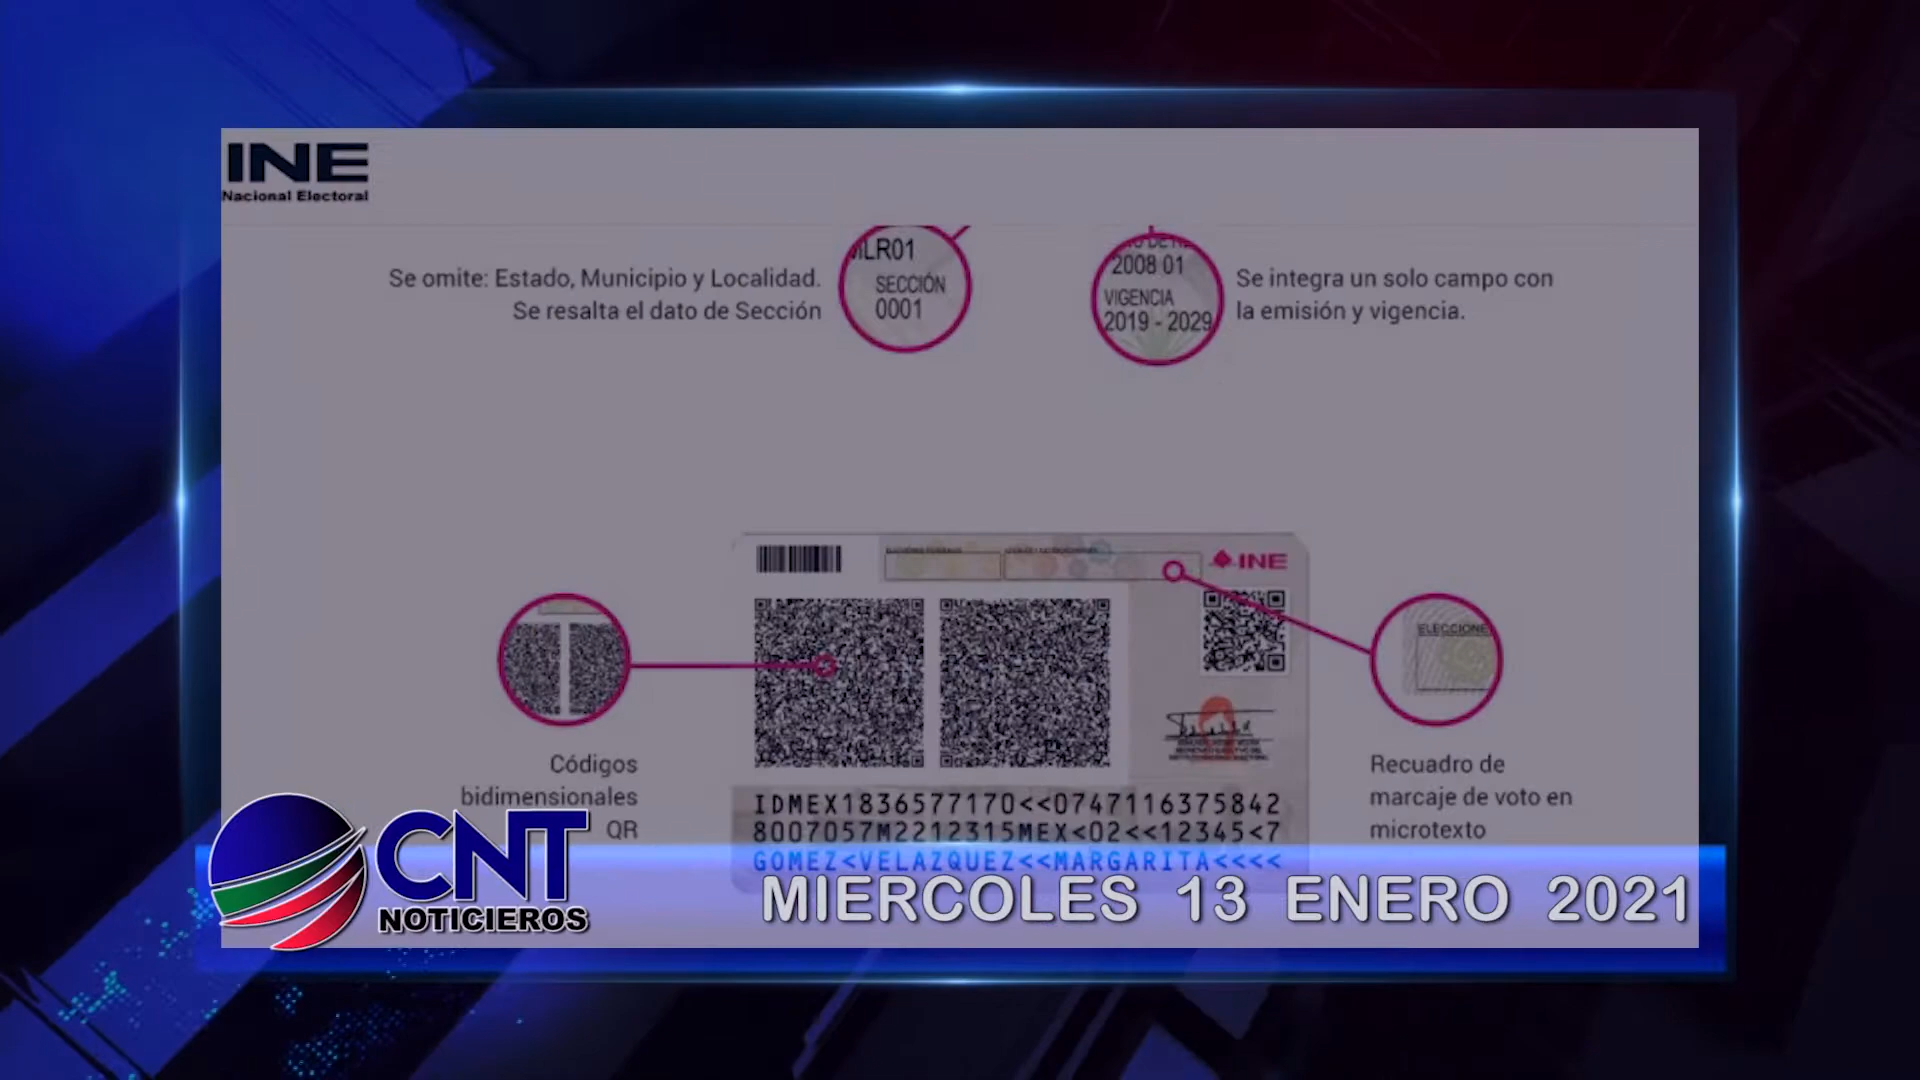 INE
Nacional Electoral
Se omite: Estado, Municipio y Localidad.
Se resalta el dato de Sección
MLR01
SECCIÓN
0001
2008 01
VIGENCIA
2019 - 2029
Se integra un solo campo con
la emisión y vigencia.
INE
ELECCIONE
Códigos
bidimensionales
QR
Recuadro de
marcaje de voto en
microtexto
IDMEX1836577170<<0747116375842
8007057M2212315MEX<02<<12345<7
GOMEZ<VELAZQUEZ<<MARGARITA<<<<
CNT
NOTICIEROS
MIERCOLES 13 ENERO 2021